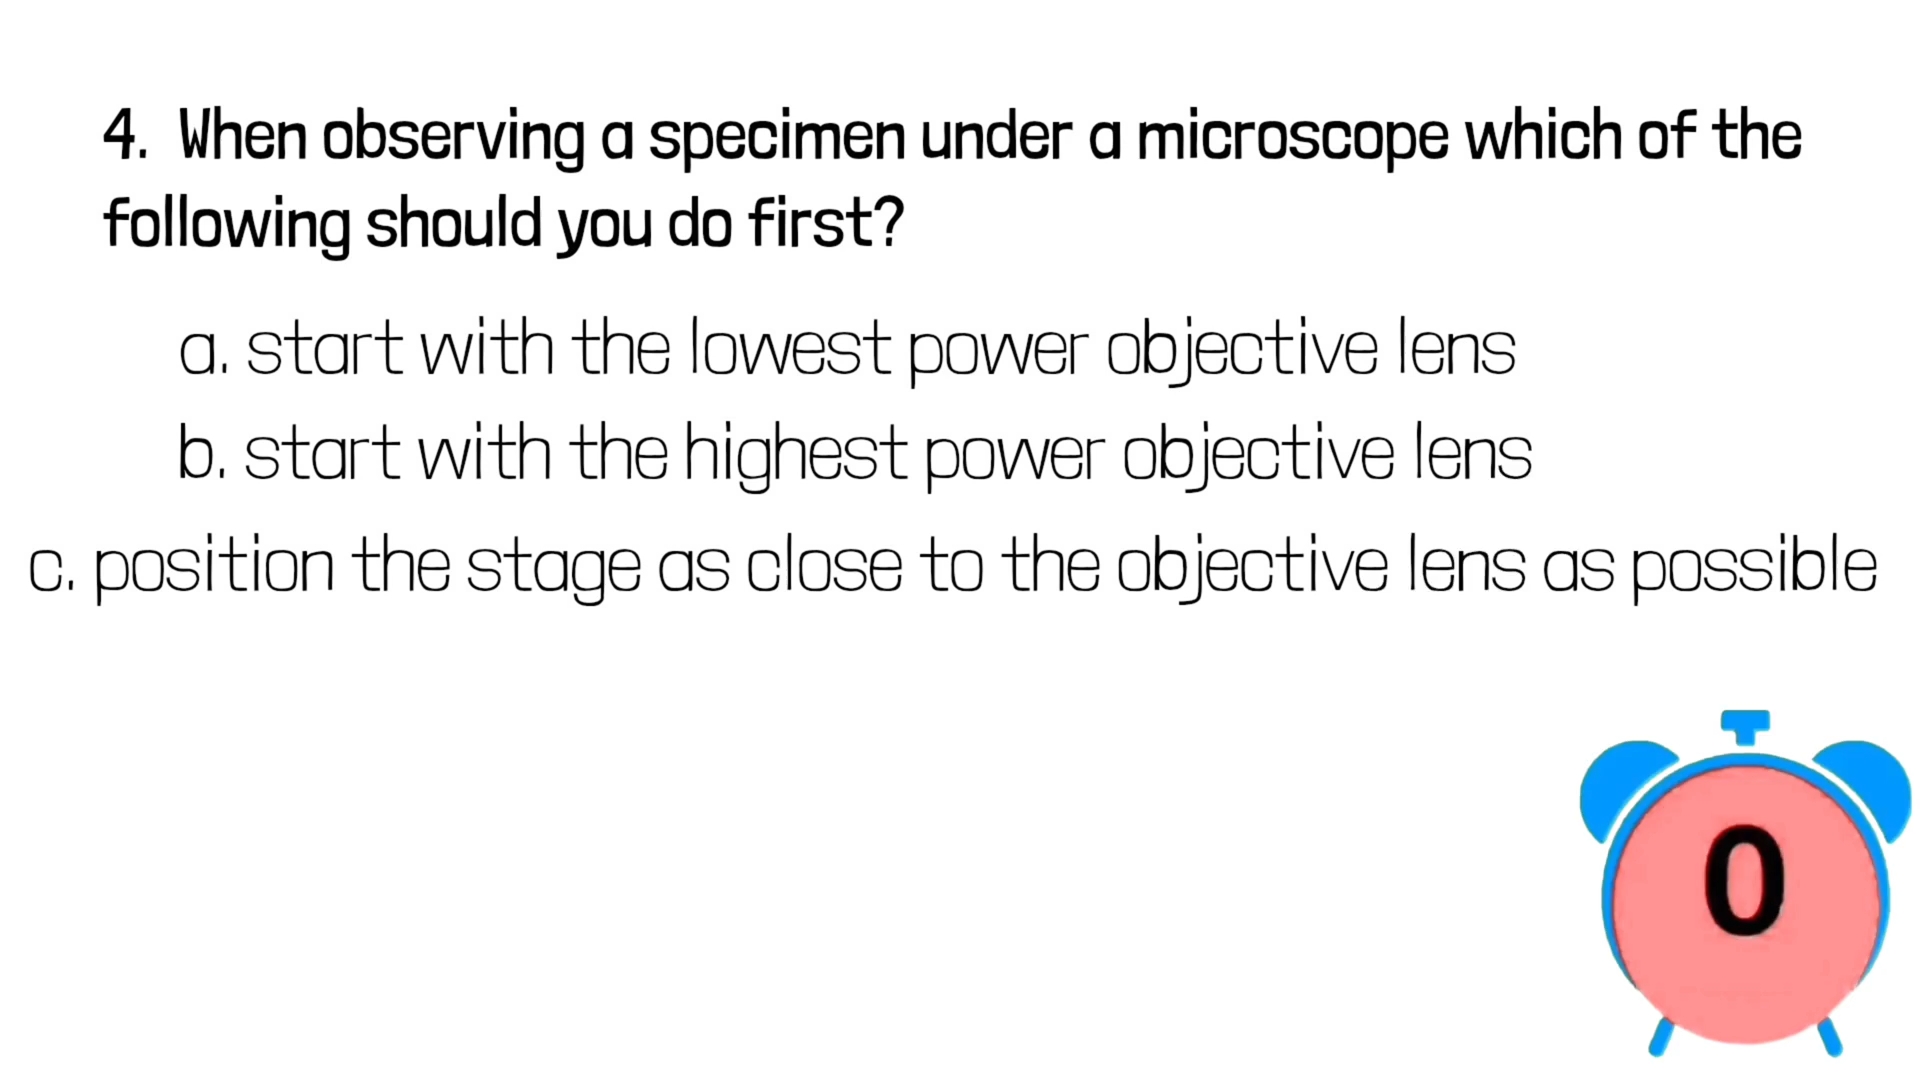 4. When observing a specimen under a microscope which of the
following should you do first?
a. start with the lowest power objective lens
b. start with the highest power objective lens
c. position the stage as close to the objective lens as possible
0